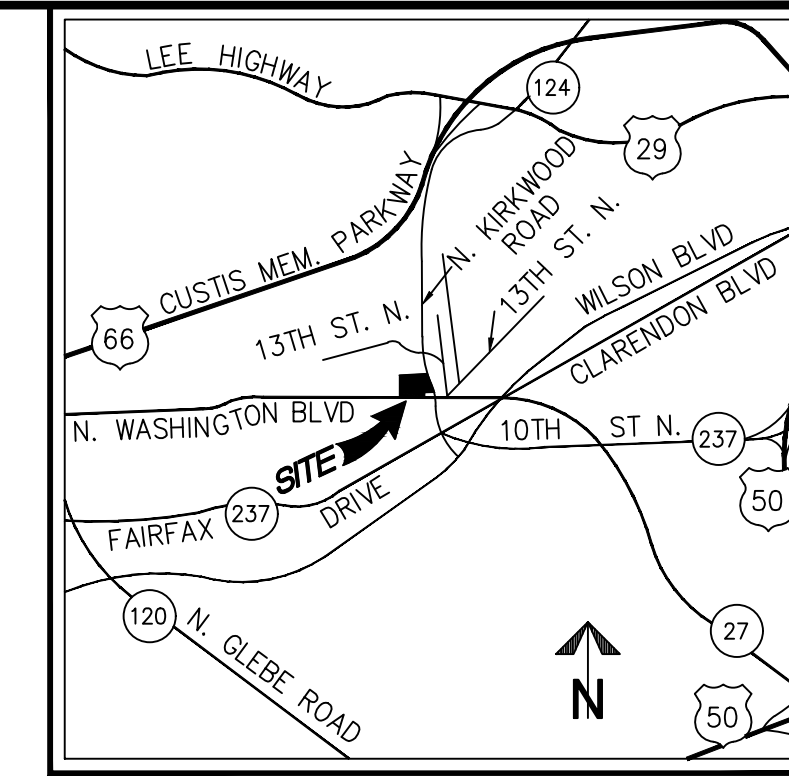 LEE HIGHWAY
124
29
N. KIRKWOOD
ROAD
13TH ST. N.
CUSTIS MEM. PARKWAY
66
13TH ST. N.
WILSON BLVD
CLARENDON BLVD
N. WASHINGTON BLVD
10TH ST N.
237
SITE
50
237
FAIRFAX DRIVE
120
N. GLEBE ROAD
27
N
50